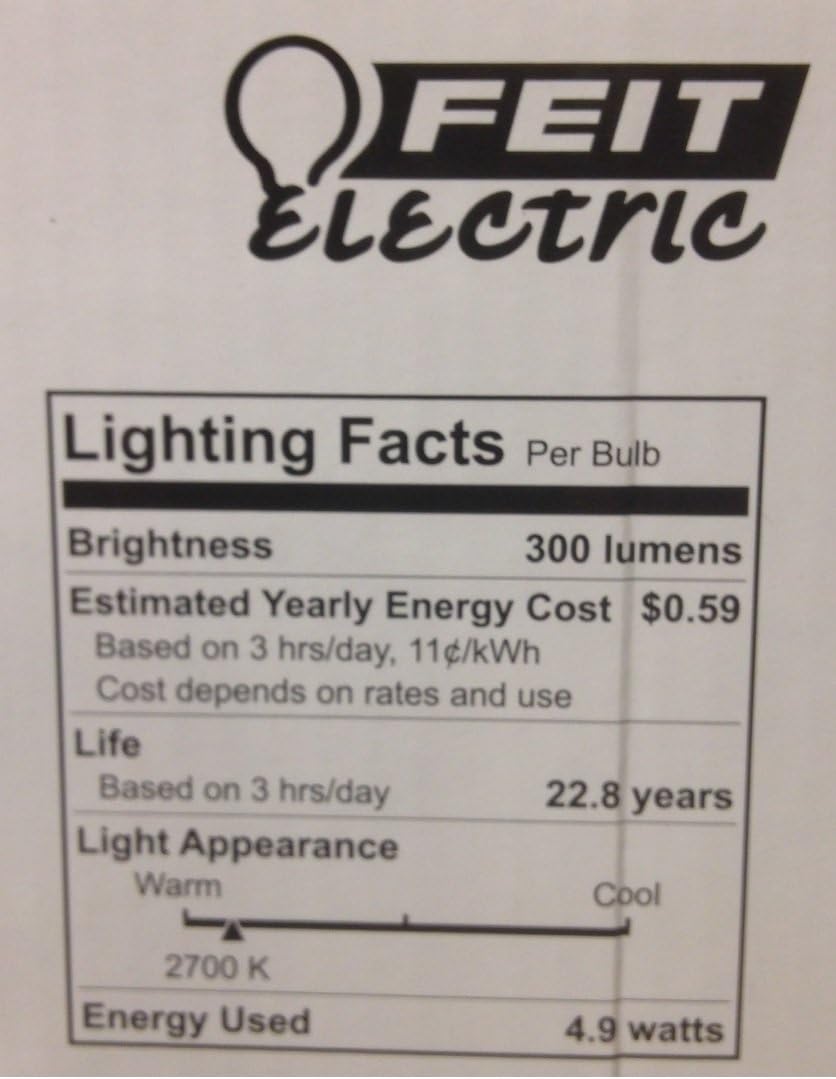 FEIT
Electric
Lighting Facts Per Bulb
Brightness 300 lumens
Estimated Yearly Energy Cost $0.59
Based on 3 hrs/day, 11¢/kWh
Cost depends on rates and use
Life
Based on 3 hrs/day 22.8 years
Light Appearance
Warm Cool
2700 K
Energy Used 4.9 watts